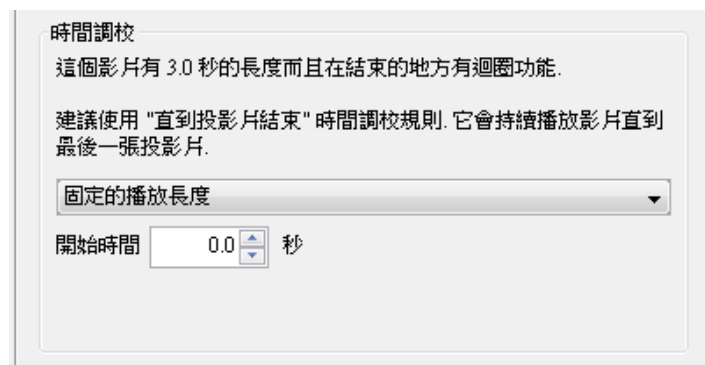 時間調校
這個影片有 3.0 秒的長度而且在結束的地方有迴圈功能.
建議使用 "直到投影片結束" 時間調校規則. 它會持續播放影片直到
最後一張投影片.
固定的播放長度
開始時間 0.0 秒